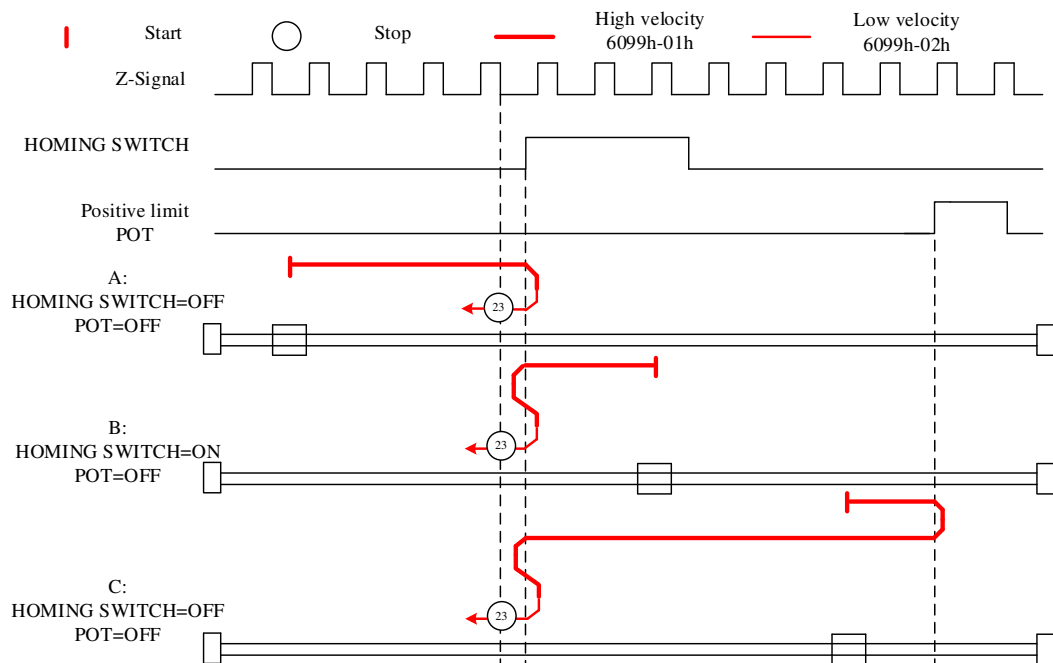 Start
Stop
High velocity
6099h-01h
Low velocity
6099h-02h
Z-Signal
HOMING SWITCH
Positive limit
POT
A:
HOMING SWITCH=OFF
POT=OFF
23
B:
HOMING SWITCH=ON
POT=OFF
23
C:
HOMING SWITCH=OFF
POT=OFF
23